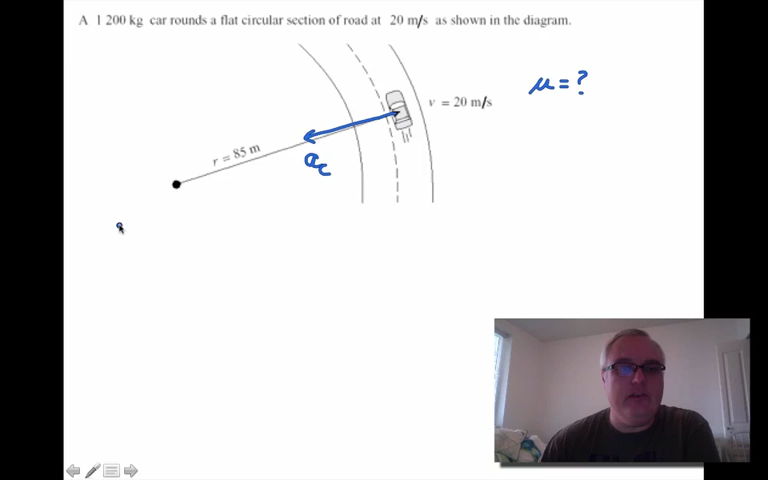 A 1 200 kg car rounds a flat circular section of road at 20 m/s as shown in the diagram.
μ = ?
v = 20 m/s
r = 85 m
ac